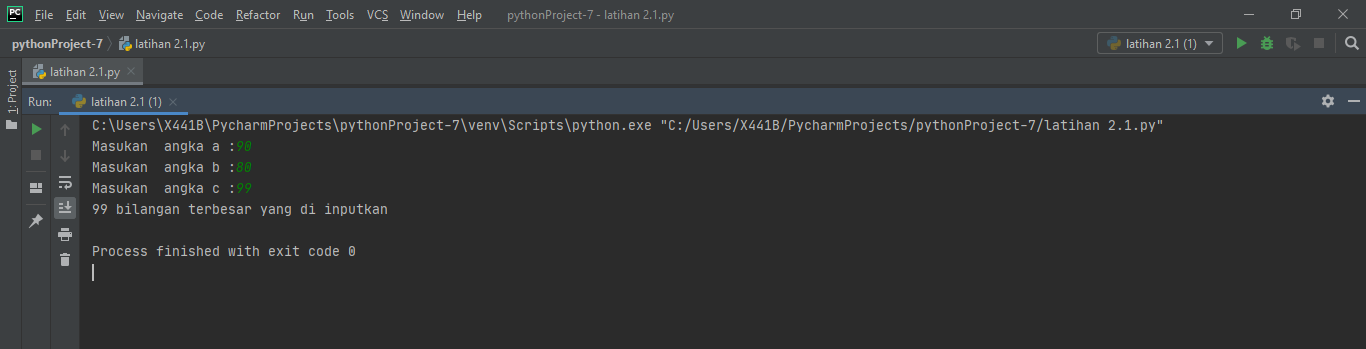 PC File Edit View Navigate Code Refactor Run Tools VCS Window Help pythonProject-7 - latihan 2.1.py
pythonProject-7 latihan 2.1.py latihan 2.1 (1)
latihan 2.1.py
1: Project
Run: latihan 2.1 (1)
C:\Users\X441B\PycharmProjects\pythonProject-7\venv\Scripts\python.exe "C:/Users/X441B/PycharmProjects/pythonProject-7/latihan 2.1.py"
Masukan  angka a :90
Masukan  angka b :80
Masukan  angka c :99
99 bilangan terbesar yang di inputkan
Process finished with exit code 0